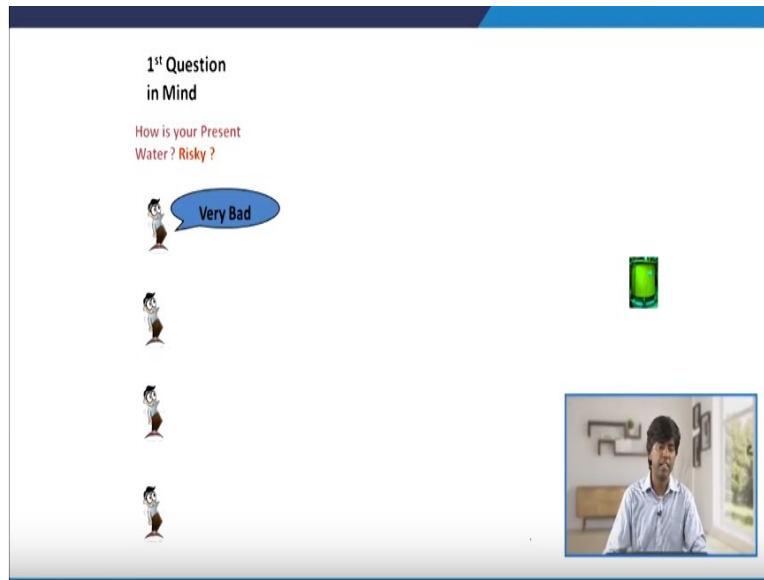 1st Question
in Mind
How is your Present
Water ? Risky ?
Very Bad